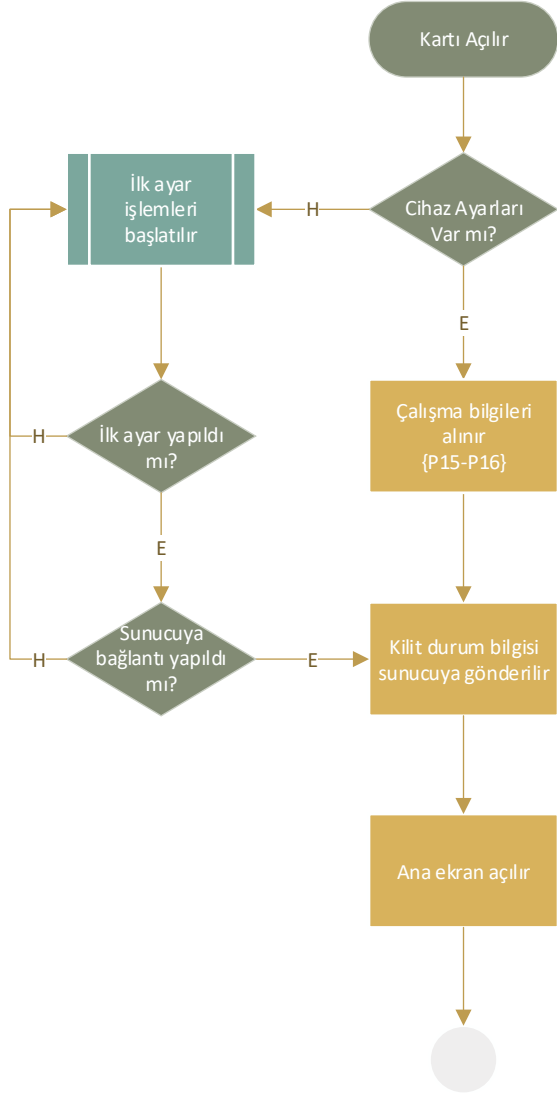 Kartı Açılır
Cihaz Ayarları
Var mı?
H
İlk ayar
işlemleri
başlatılır
E
Çalışma bilgileri
alınır
{P15-P16}
İlk ayar yapıldı
mı?
H
E
Sunucuya
bağlantı yapıldı
mı?
H
E
Kilit durum bilgisi
sunucuya gönderilir
Ana ekran açılır